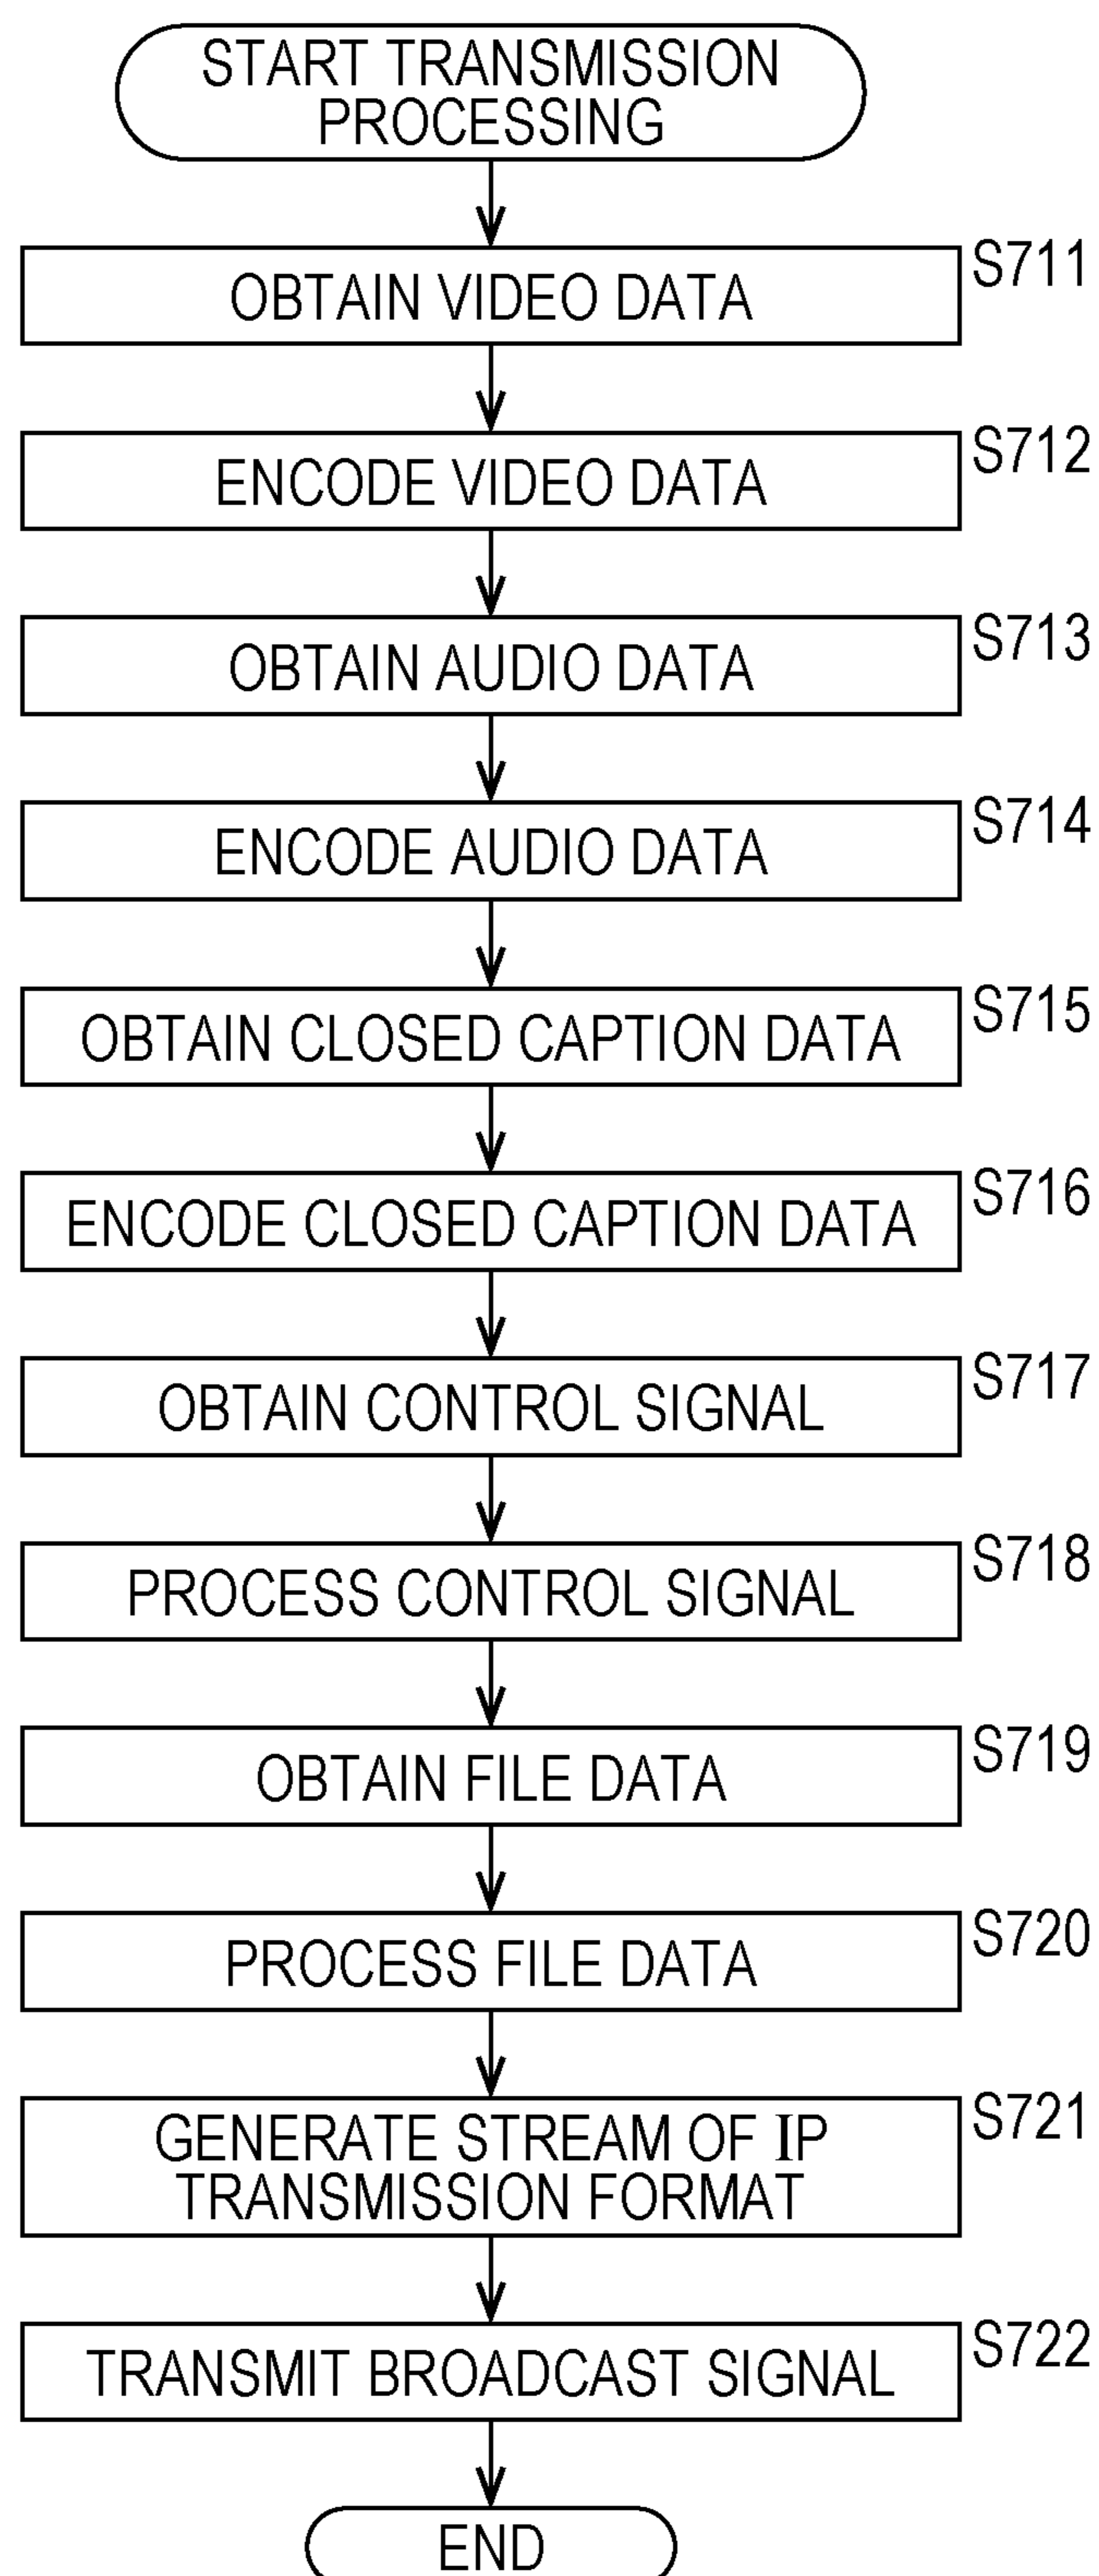 START TRANSMISSION
PROCESSING
S711
OBTAIN VIDEO DATA
S712
ENCODE VIDEO DATA
S713
OBTAIN AUDIO DATA
S714
ENCODE AUDIO DATA
S715
OBTAIN CLOSED CAPTION DATA
S716
ENCODE CLOSED CAPTION DATA
S717
OBTAIN CONTROL SIGNAL
S718
PROCESS CONTROL SIGNAL
S719
OBTAIN FILE DATA
S720
PROCESS FILE DATA
S721
GENERATE STREAM OF IP
TRANSMISSION FORMAT
S722
TRANSMIT BROADCAST SIGNAL
END